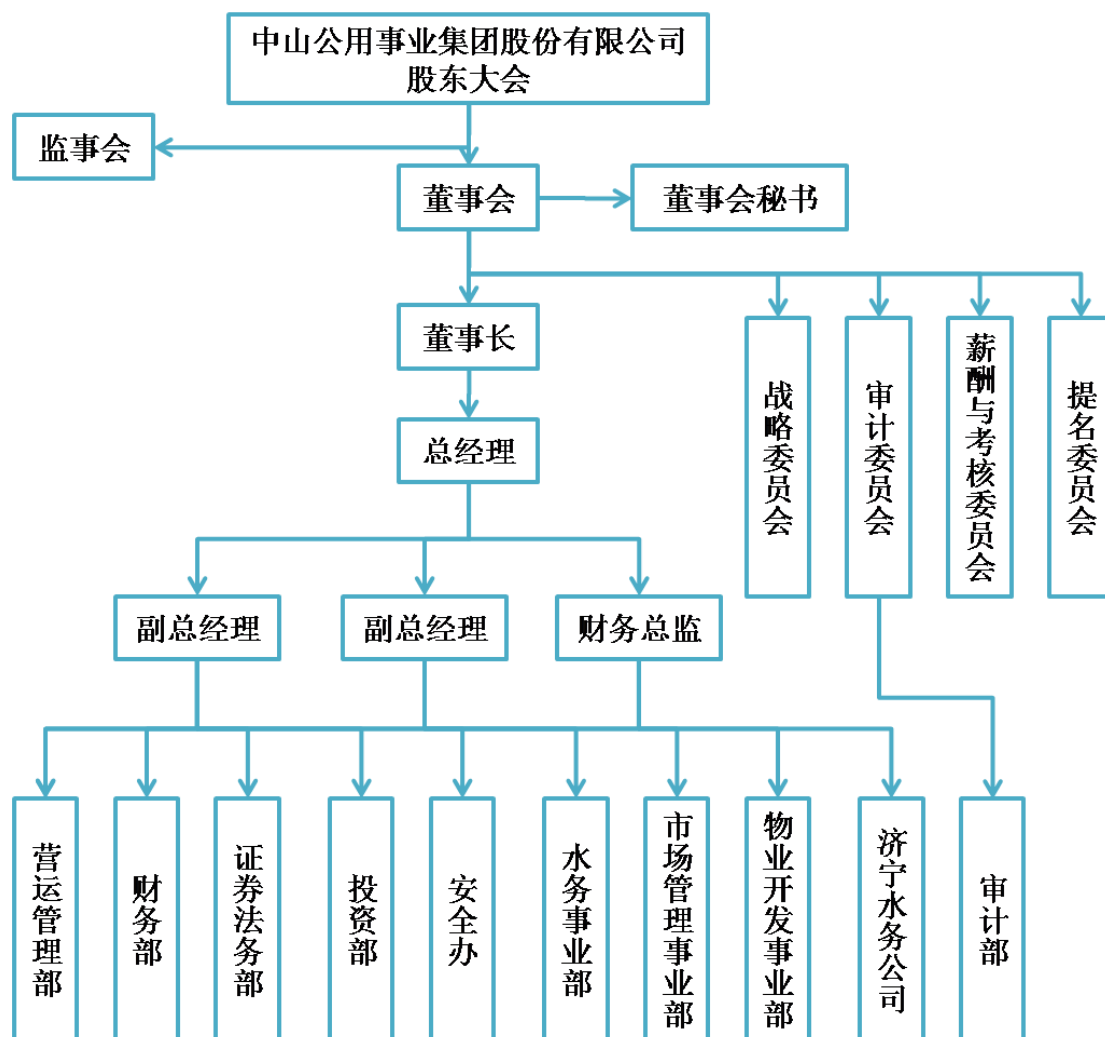 中山公用事业集团股份有限公司
股东大会
监事会
董事会
董事会秘书
董事长
总经理
战略委员会
审计委员会
薪酬与考核委员会
提名委员会
副总经理
副总经理
财务总监
营运管理部
财务部
证券法务部
投资部
安全办
水务事业部
市场管理事业部
物业开发事业部
济宁水务公司
审计部